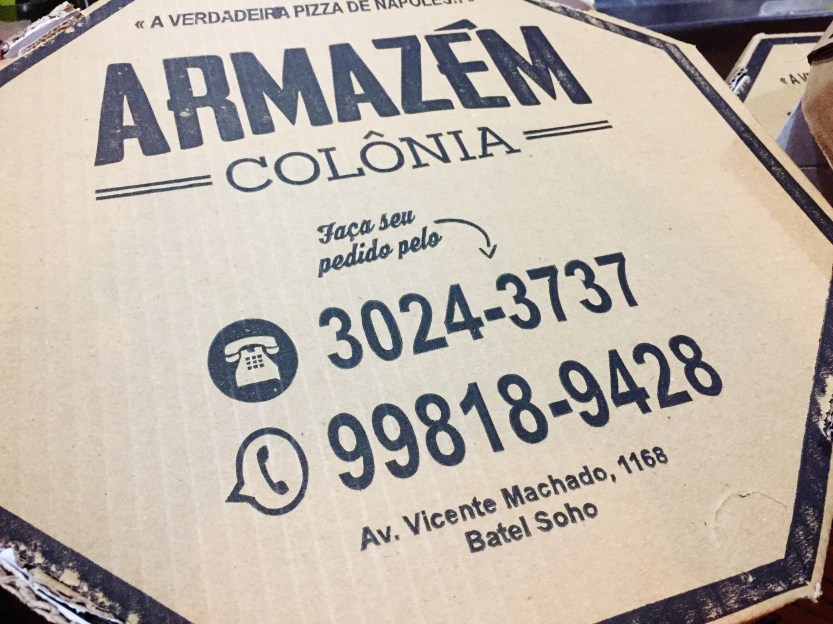 « A VERDADEIRA PIZZA DE NÁPOLES
ARMAZÉM
COLÔNIA
Faça seu
pedido pelo
3024-3737
99818-9428
Av. Vicente Machado, 1168
Batel Soho
« A V